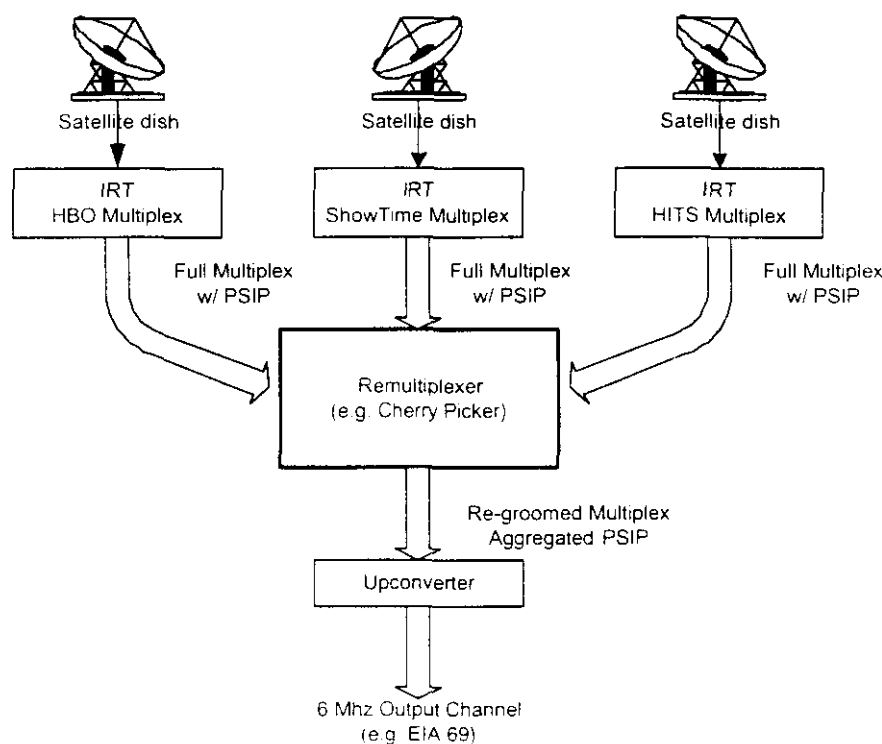 Satellite dish
Satellite dish
Satellite dish
IRT
HBO Multiplex
IRT
ShowTime Multiplex
IRT
HITS Multiplex
Full Multiplex
w/ PSIP
Full Multiplex
w/ PSIP
Full Multiplex
w/ PSIP
Remultiplexer
(e.g. Cherry Picker)
Re-groomed Multiplex
Aggregated PSIP
Upconverter
6 Mhz Output Channel
(e.g. EIA 69)